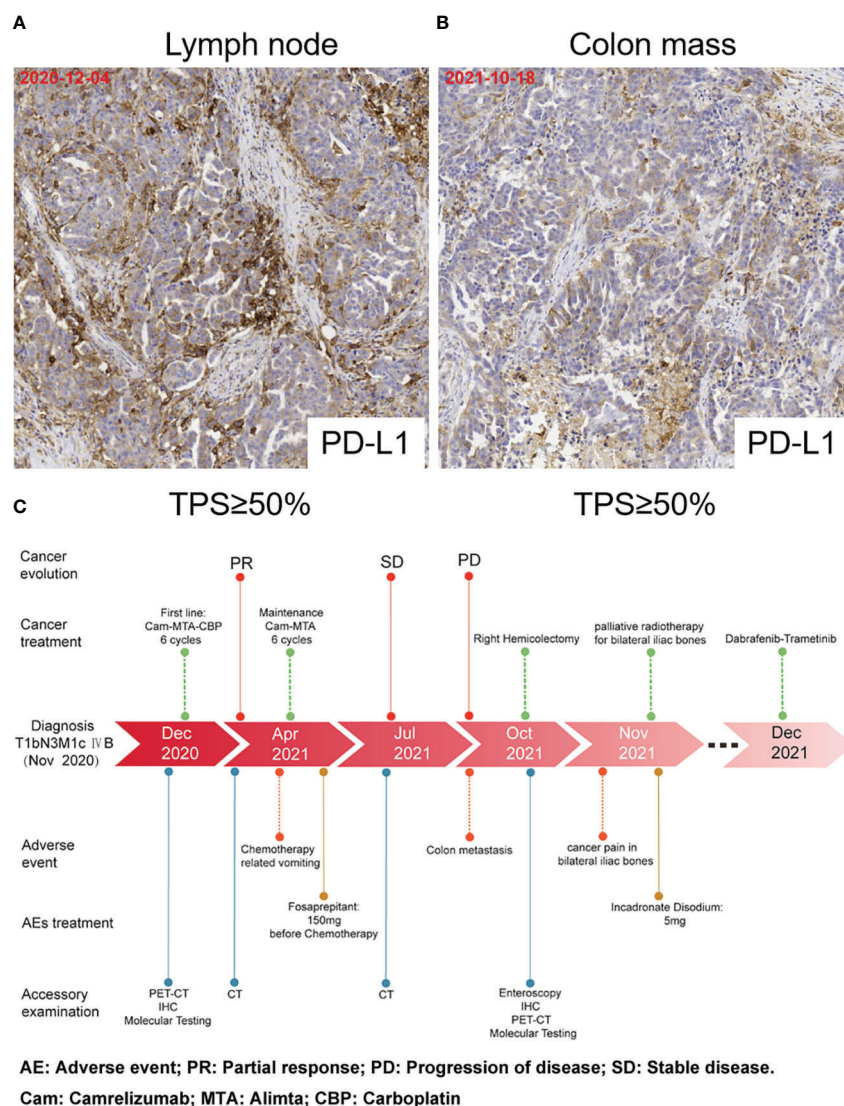 A
Lymph node
2020-12-04
PD-L1
TPS≥50%
B
Colon mass
2021-10-18
PD-L1
TPS≥50%
C
Cancer
evolution
PR
SD
PD
Cancer
treatment
First line:
Cam-MTA-CBP
6 cycles
Maintenance
Cam-MTA
6 cycles
Right Hemicolectomy
palliative radiotherapy
for bilateral iliac bones
Dabrafenib-Trametinib
Diagnosis
T1bN3M1c ⅣB
(Nov 2020)
Dec
2020
Apr
2021
Jul
2021
Oct
2021
Nov
2021
Dec
2021
Adverse
event
Chemotherapy
related vomiting
Colon metastasis
cancer pain in
bilateral iliac bones
AEs treatment
Fosaprepitant:
150mg
before Chemotherapy
Incadronate Disodium:
5mg
Accessory
examination
PET-CT
IHC
Molecular Testing
CT
CT
Enteroscopy
IHC
PET-CT
Molecular Testing
AE: Adverse event; PR: Partial response; PD: Progression of disease; SD: Stable disease.
Cam: Camrelizumab; MTA: Alimta; CBP: Carboplatin